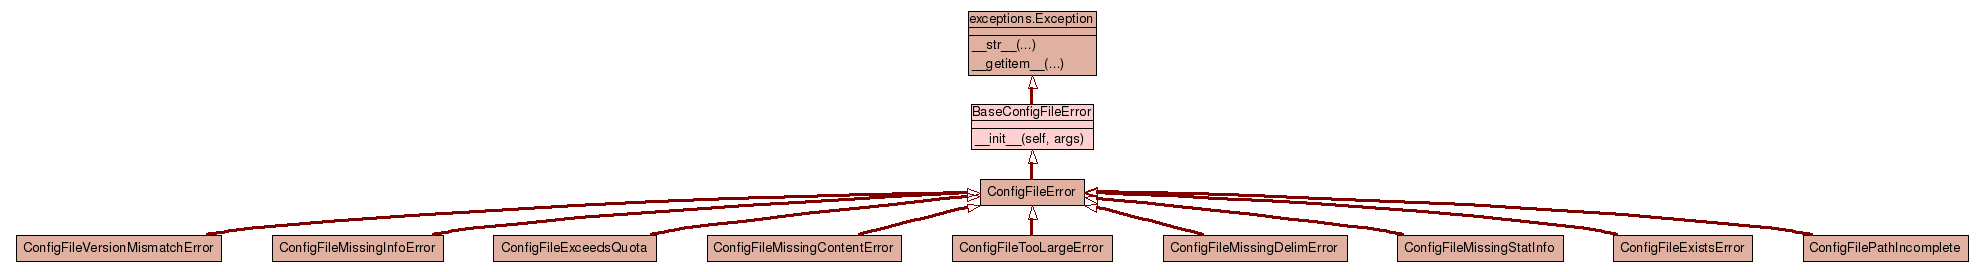 exceptions.Exception
__str__(...)
__getitem__(...)
BaseConfigFileError
__init__(self, args)
ConfigFileError
ConfigFileVersionMismatchError
ConfigFileMissingInfoError
ConfigFileExceedsQuota
ConfigFileMissingContentError
ConfigFileTooLargeError
ConfigFileMissingDelimError
ConfigFileMissingStatInfo
ConfigFileExistsError
ConfigFilePathIncomplete